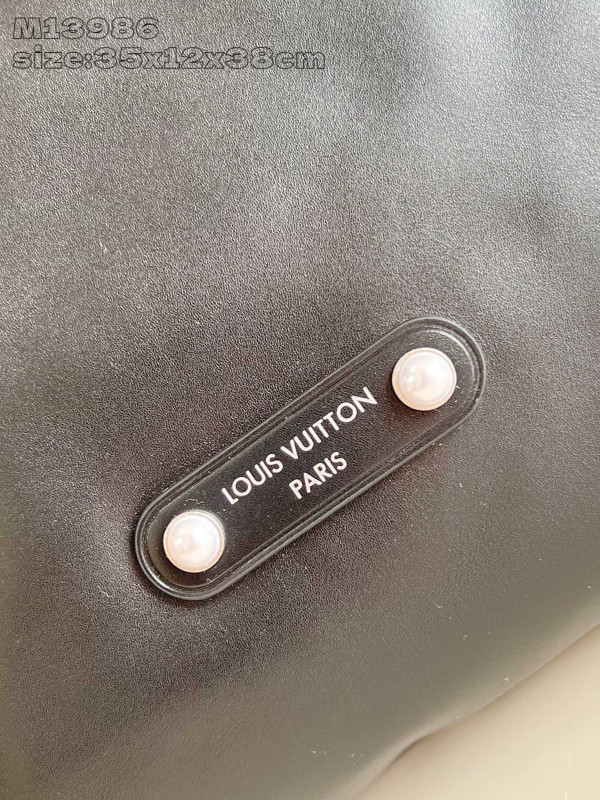 M13986
size:35x12x38cm
LOUIS VUITTON
PARIS